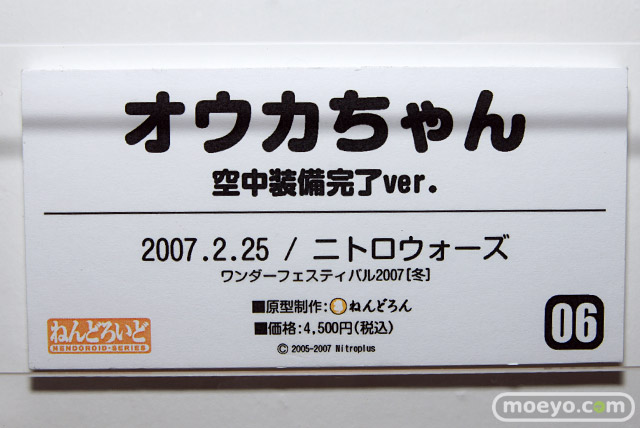 オウカちゃん
空中装備完了ver.
2007.2.25 / ニトロウォーズ
ワンダーフェスティバル2007[冬]
■原型制作:ねんどろん
■価格:4,500円(税込)
© 2005-2007 Nitroplus
ねんどろいど
NENDOROID・SERIES
06
moeyo.com